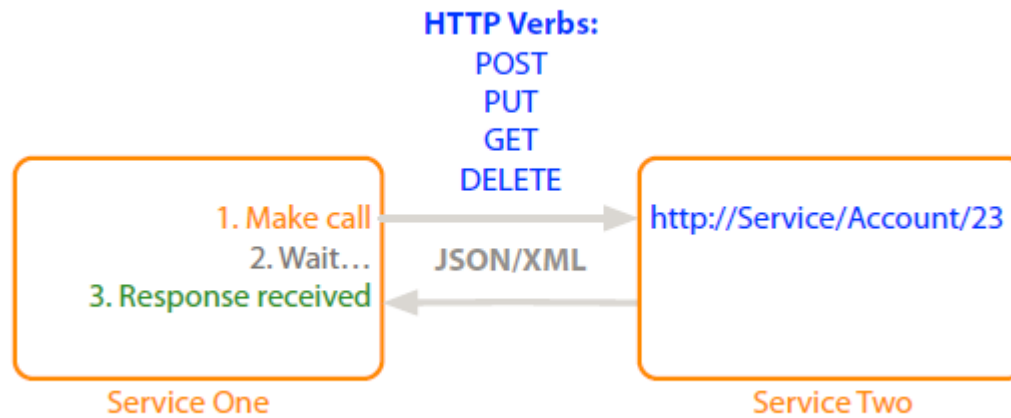 HTTP Verbs:
POST
PUT
GET
DELETE
1. Make call
2. Wait…
3. Response received
JSON/XML
http://Service/Account/23
Service One
Service Two